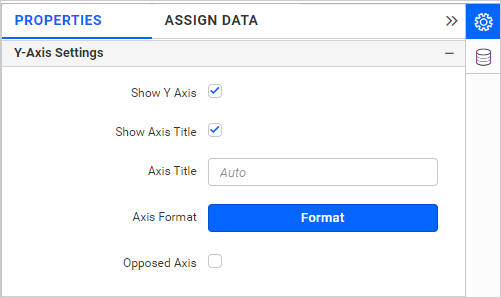 PROPERTIES ASSIGN DATA
Y-Axis Settings
Show Y Axis
Show Axis Title
Axis Title Auto
Axis Format Format
Opposed Axis